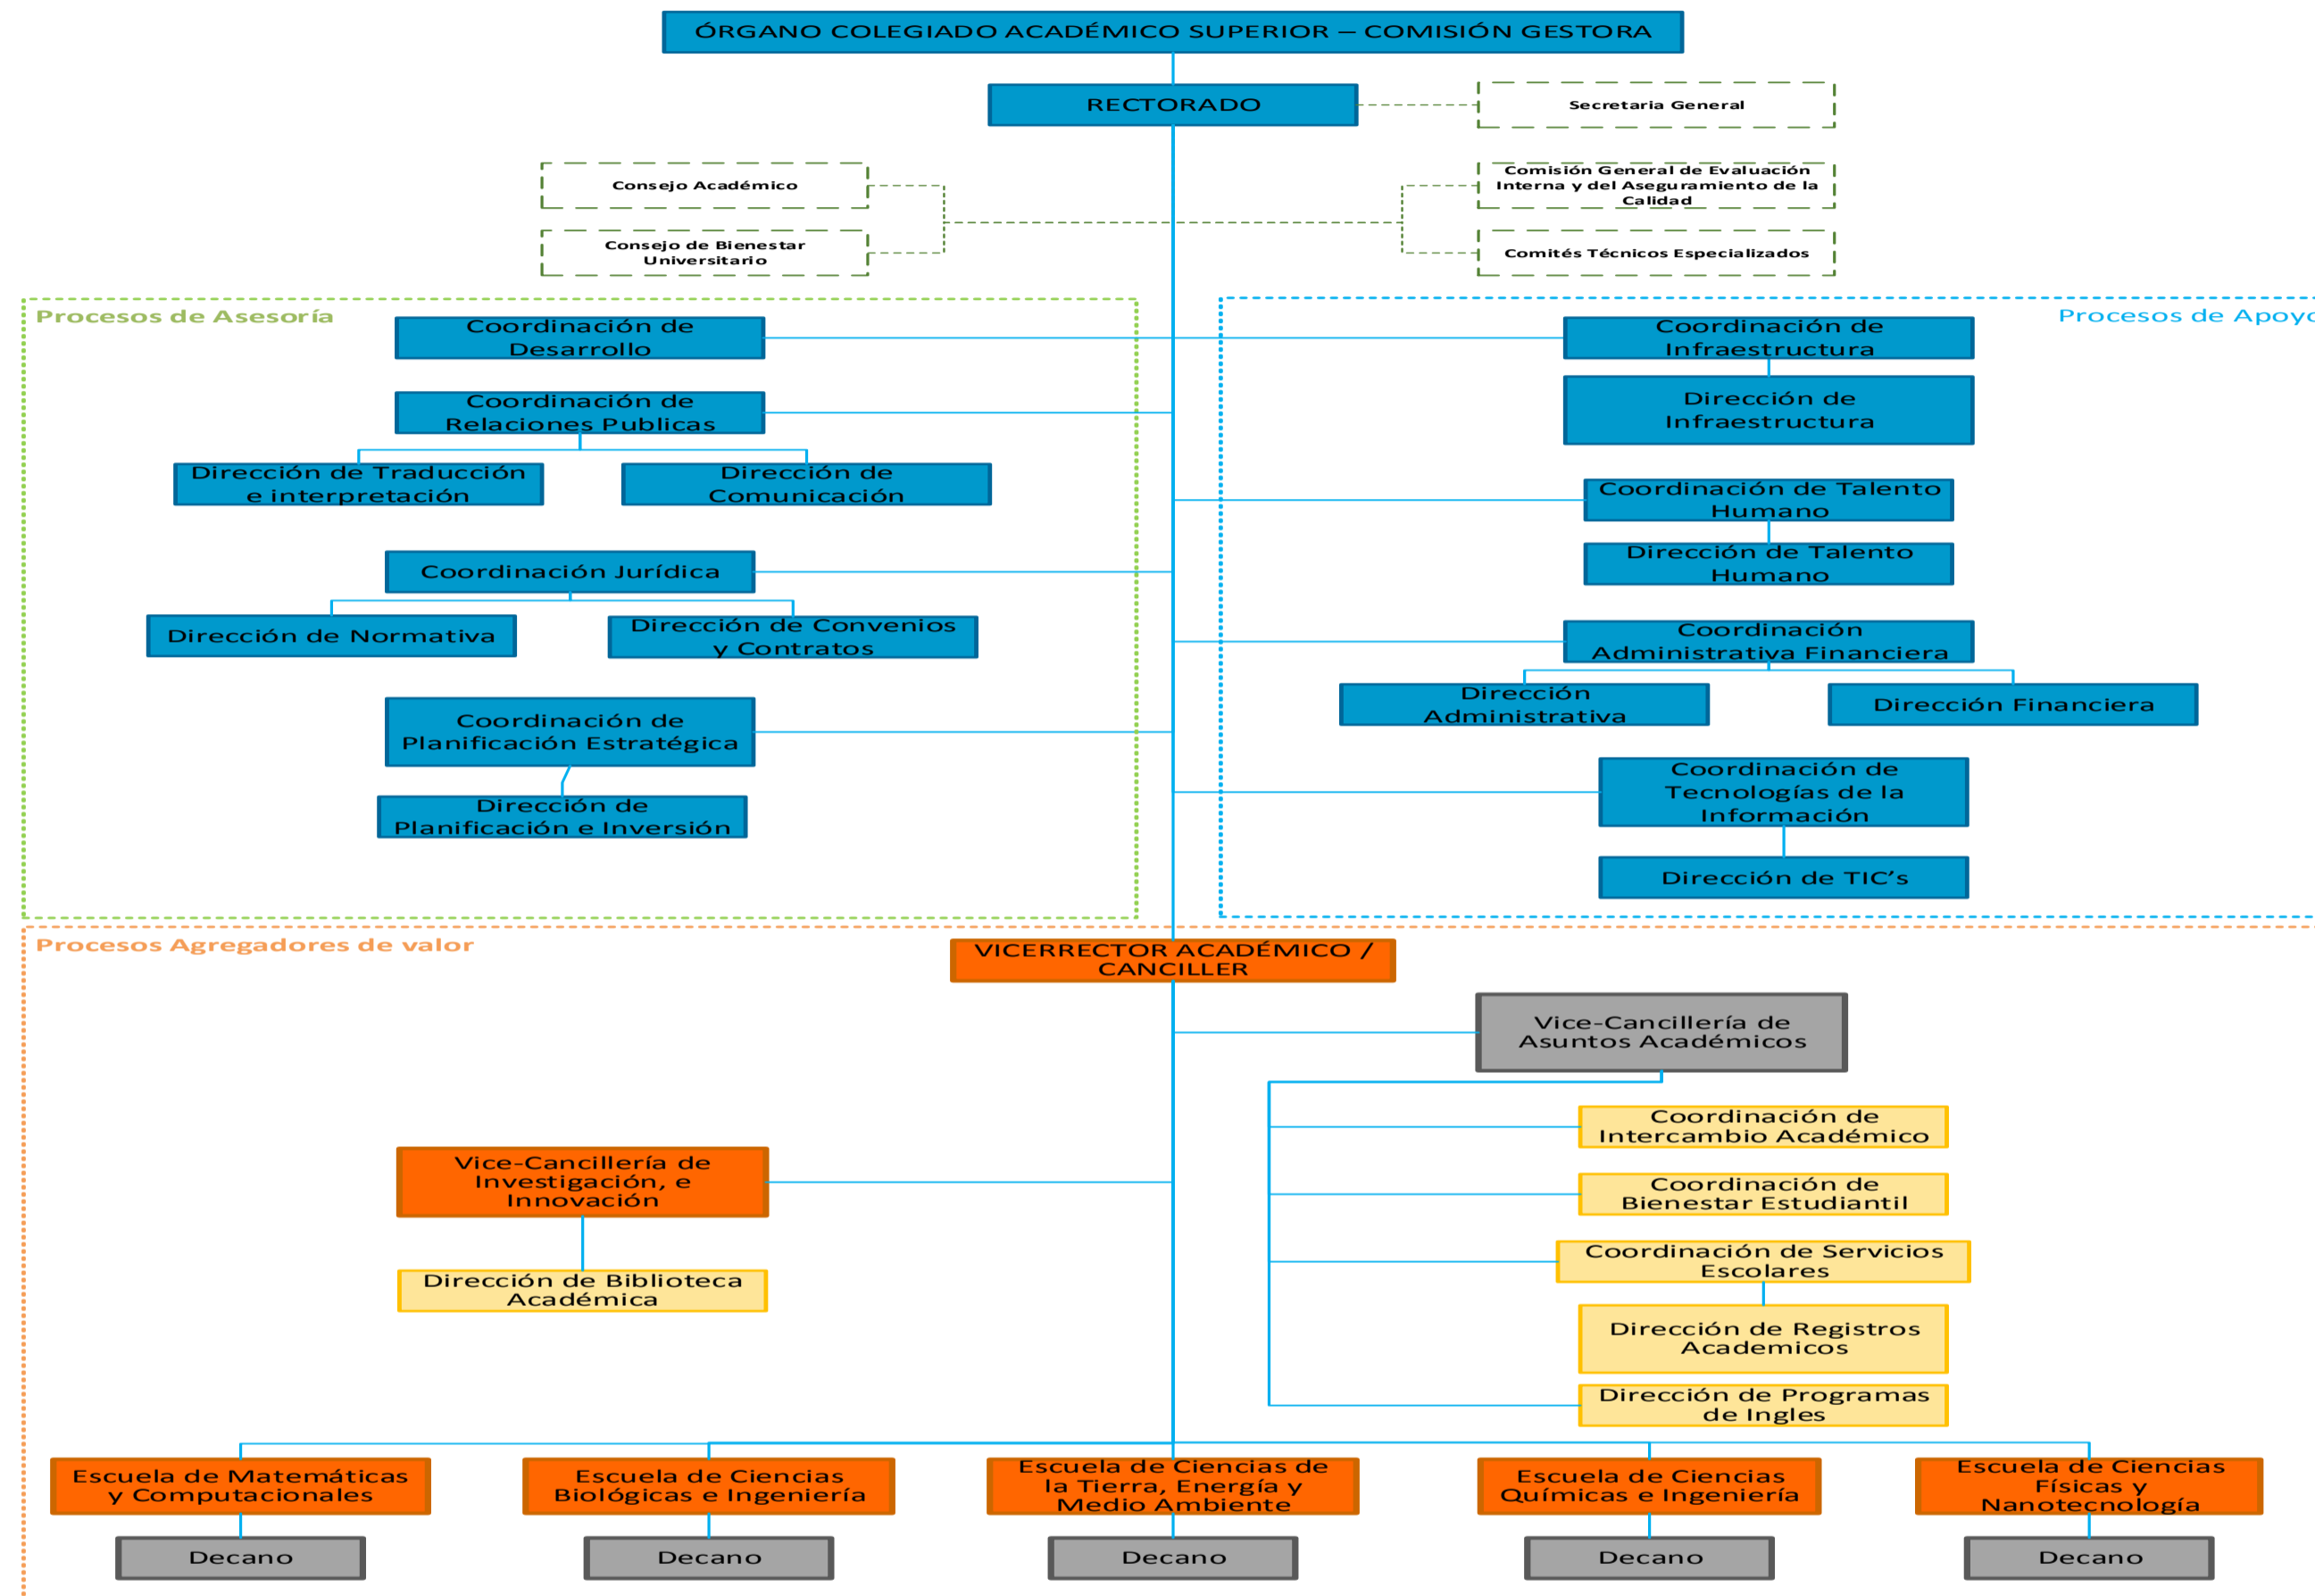 ÓRGANO COLEGIADO ACADÉMICO SUPERIOR – COMISIÓN GESTORA
RECTORADO
Secretaria General
Consejo Académico
Comisión General de Evaluación
Interna y del Aseguramiento de la
Calidad
Consejo de Bienestar
Universitario
Comités Técnicos Especializados
Procesos de Asesoría
Coordinación de
Desarrollo
Coordinación de
Relaciones Publicas
Dirección de Traducción
e interpretación
Dirección de
Comunicación
Coordinación Jurídica
Dirección de Normativa
Dirección de Convenios
y Contratos
Coordinación de
Planificación Estratégica
Dirección de
Planificación e Inversión
Procesos de Apoyo
Coordinación de
Infraestructura
Dirección de
Infraestructura
Coordinación de Talento
Humano
Dirección de Talento
Humano
Coordinación
Administrativa Financiera
Dirección
Administrativa
Dirección Financiera
Coordinación de
Tecnologías de la
Información
Dirección de TIC’s
Procesos Agregadores de valor
VICERRECTOR ACADÉMICO /
CANCILLER
Vice-Cancillería de
Asuntos Académicos
Coordinación de
Intercambio Académico
Coordinación de
Bienestar Estudiantil
Coordinación de Servicios
Escolares
Dirección de Registros
Academicos
Dirección de Programas
de Ingles
Vice-Cancillería de
Investigación, e
Innovación
Dirección de Biblioteca
Académica
Escuela de Matemáticas
y Computacionales
Escuela de Ciencias
Biológicas e Ingeniería
Escuela de Ciencias de
la Tierra, Energía y
Medio Ambiente
Escuela de Ciencias
Químicas e Ingeniería
Escuela de Ciencias
Físicas y
Nanotecnología
Decano
Decano
Decano
Decano
Decano